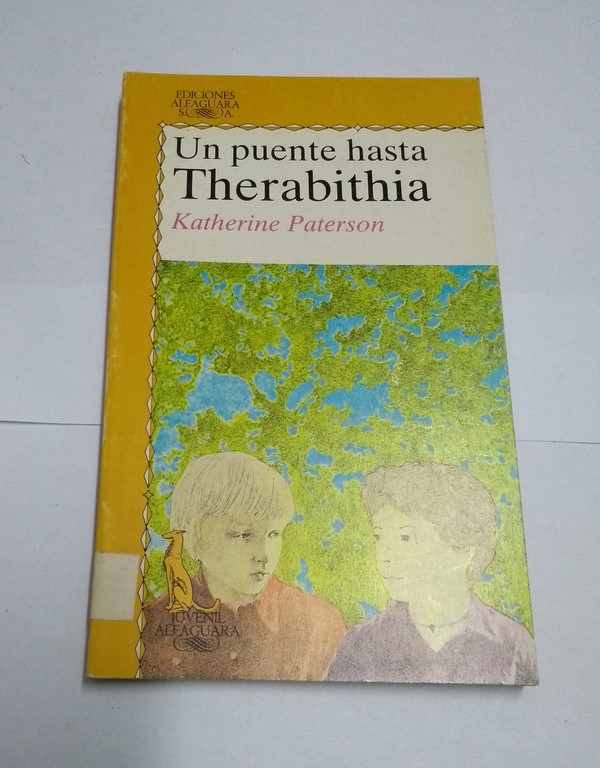 EDICIONES
ALFAGUARA
S. A.
Un puente hasta
Therabithia
Katherine Paterson
JUVENIL
ALFAGUARA